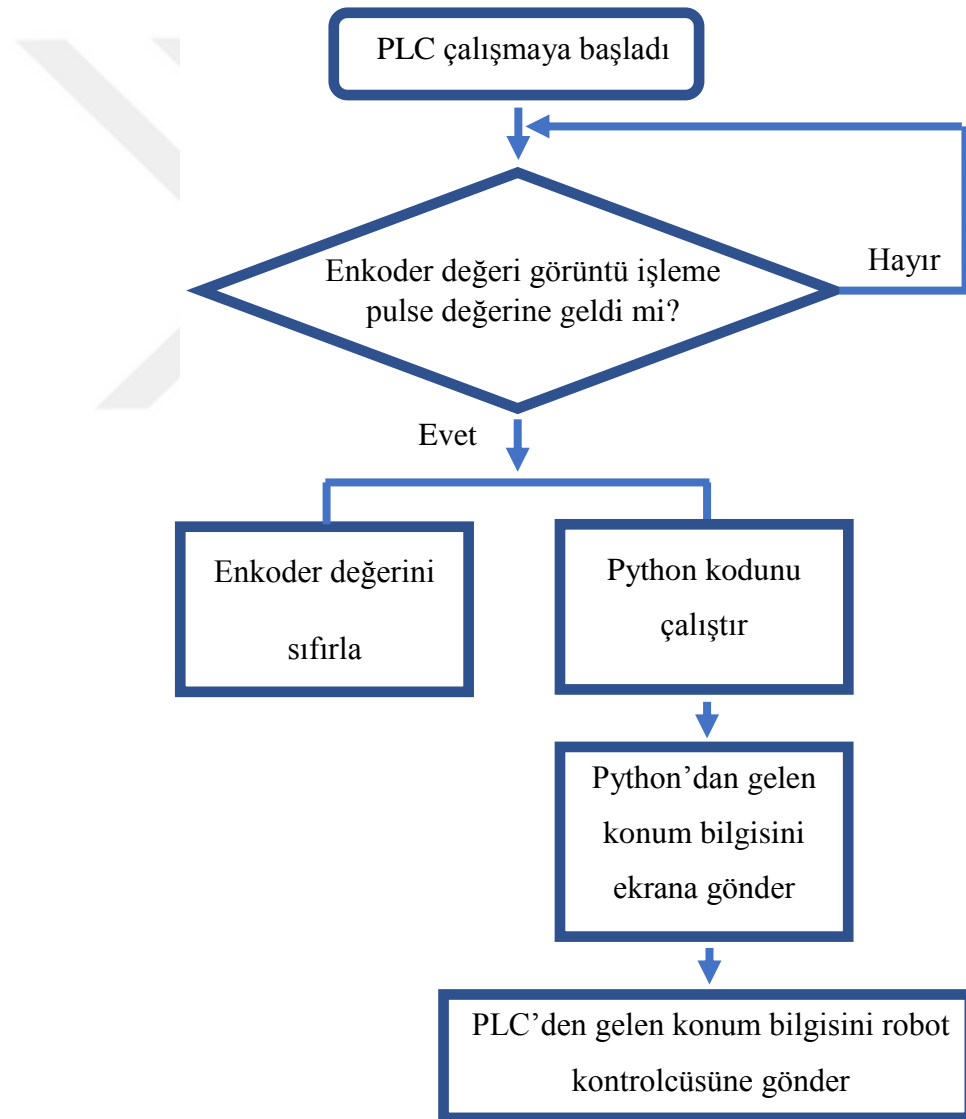 PLC çalışmaya başladı
Enkoder değeri görüntü işleme
pulse değerine geldi mi?
Hayır
Evet
Enkoder değerini
sıfırla
Python kodunu
çalıştır
Python’dan gelen
konum bilgisini
ekrana gönder
PLC’den gelen konum bilgisini robot
kontrolcüsüne gönder